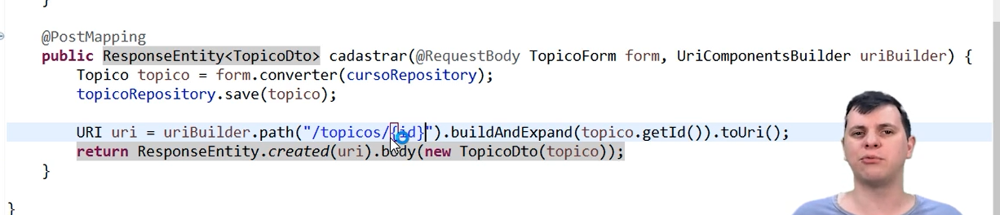 }
@PostMapping
public ResponseEntity<TopicoDto> cadastrar(@RequestBody TopicoForm form, UriComponentsBuilder uriBuilder) {
Topico topico = form.converter(cursoRepository);
topicoRepository.save(topico);
URI uri = uriBuilder.path("/topicos/{id}").buildAndExpand(topico.getId()).toUri();
return ResponseEntity.created(uri).body(new TopicoDto(topico));
}
}